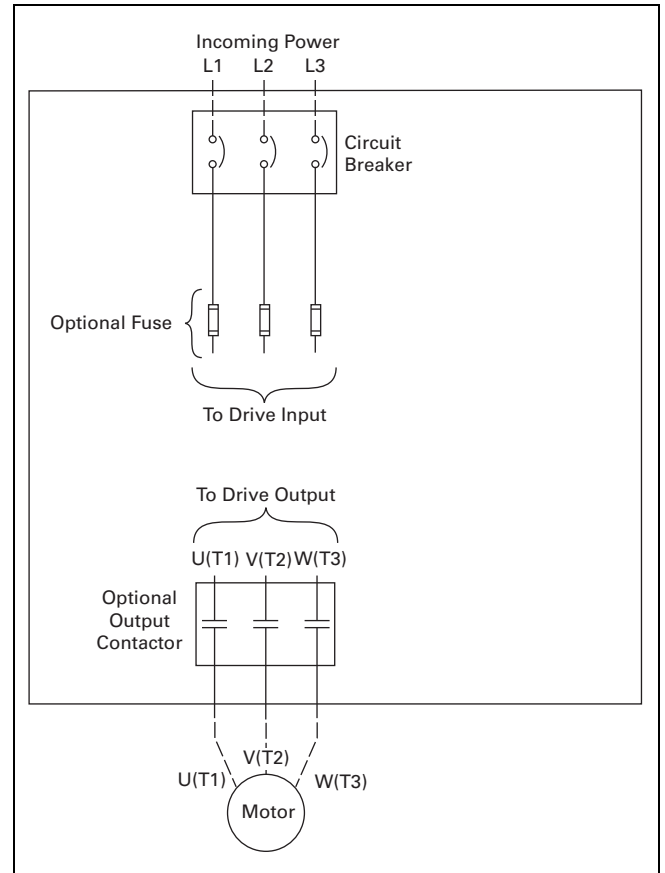 Incoming Power
L1 L2 L3
Circuit
Breaker
Optional Fuse
To Drive Input
To Drive Output
U(T1) V(T2) W(T3)
Optional
Output
Contactor
V(T2)
U(T1) W(T3)
Motor